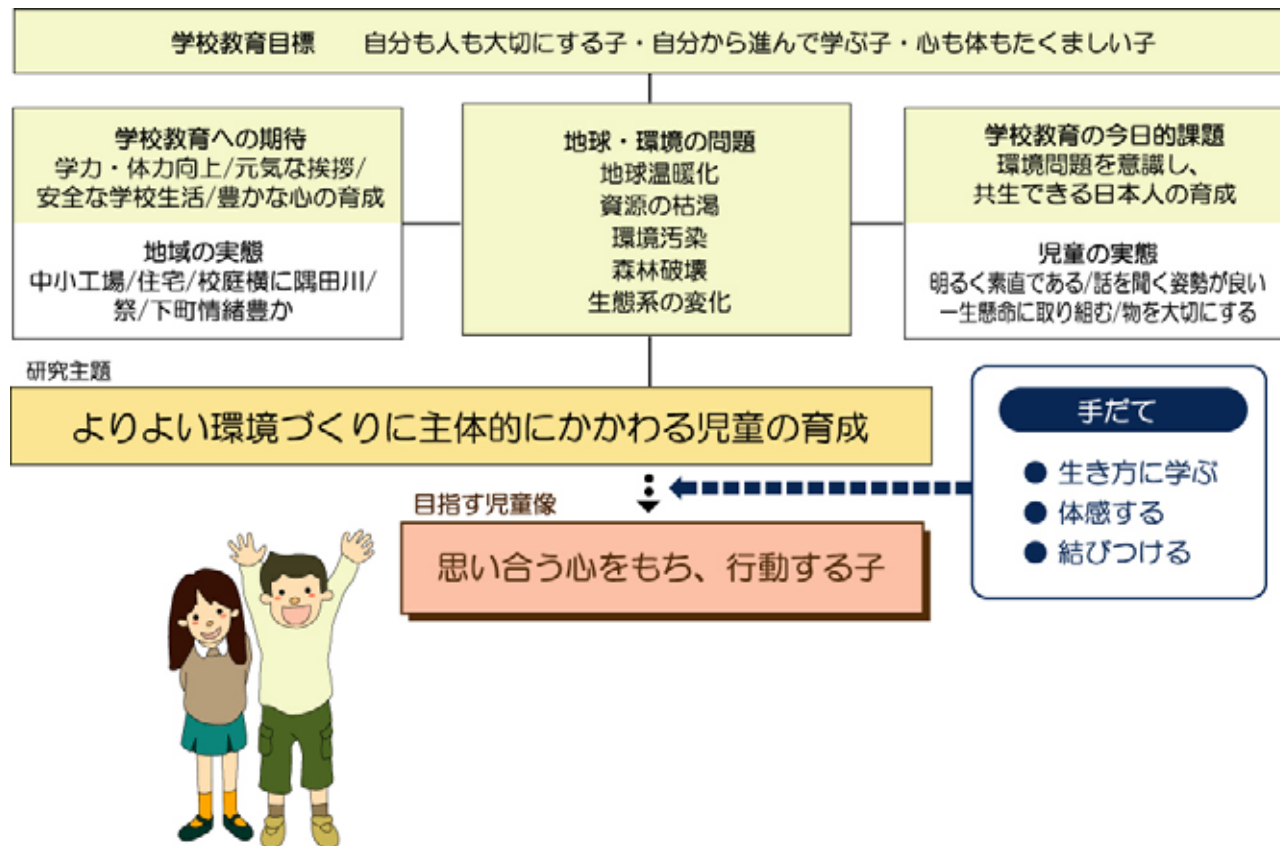 学校教育目標　自分も人も大切にする子・自分から進んで学ぶ子・心も体もたくましい子
学校教育への期待
学力・体力向上/元気な挨拶/
安全な学校生活/豊かな心の育成
地域の実態
中小工場/住宅/校庭横に隅田川/
祭/下町情緒豊か
地球・環境の問題
地球温暖化
資源の枯渇
環境汚染
森林破壊
生態系の変化
学校教育の今日的課題
環境問題を意識し、
共生できる日本人の育成
児童の実態
明るく素直である/話を聞く姿勢が良い
一生懸命に取り組む/物を大切にする
研究主題
よりよい環境づくりに主体的にかかわる児童の育成
手だて
● 生き方に学ぶ
● 体感する
● 結びつける
目指す児童像
思い合う心をもち、行動する子